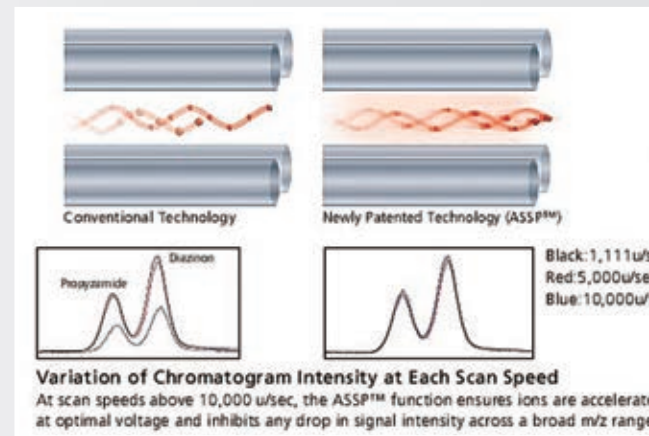 Conventional Technology
Newly Patented Technology (ASSP™)
Diazinon
Propyzamide
Black:1,111u/s
Red:5,000u/se
Blue:10,000u/
Variation of Chromatogram Intensity at Each Scan Speed
At scan speeds above 10,000 u/sec, the ASSP™ function ensures ions are accelerate
at optimal voltage and inhibits any drop in signal intensity across a broad m/z range